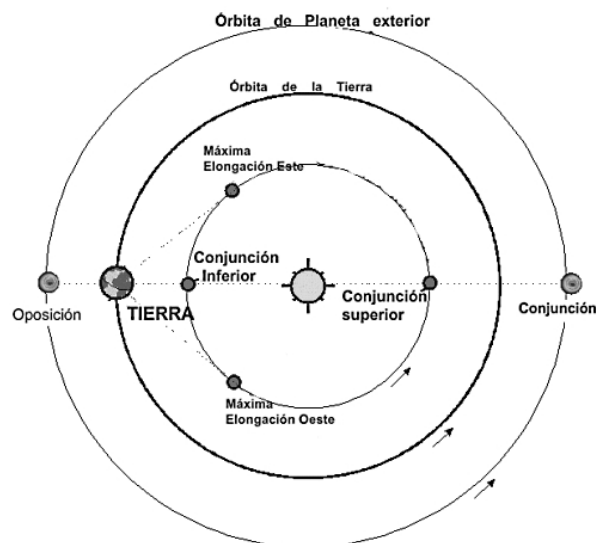 Órbita de Planeta exterior
Órbita de la Tierra
Máxima
Elongación Este
Conjunción
Inferior
Conjunción
superior
Oposición
TIERRA
Conjunción
Máxima
Elongación Oeste